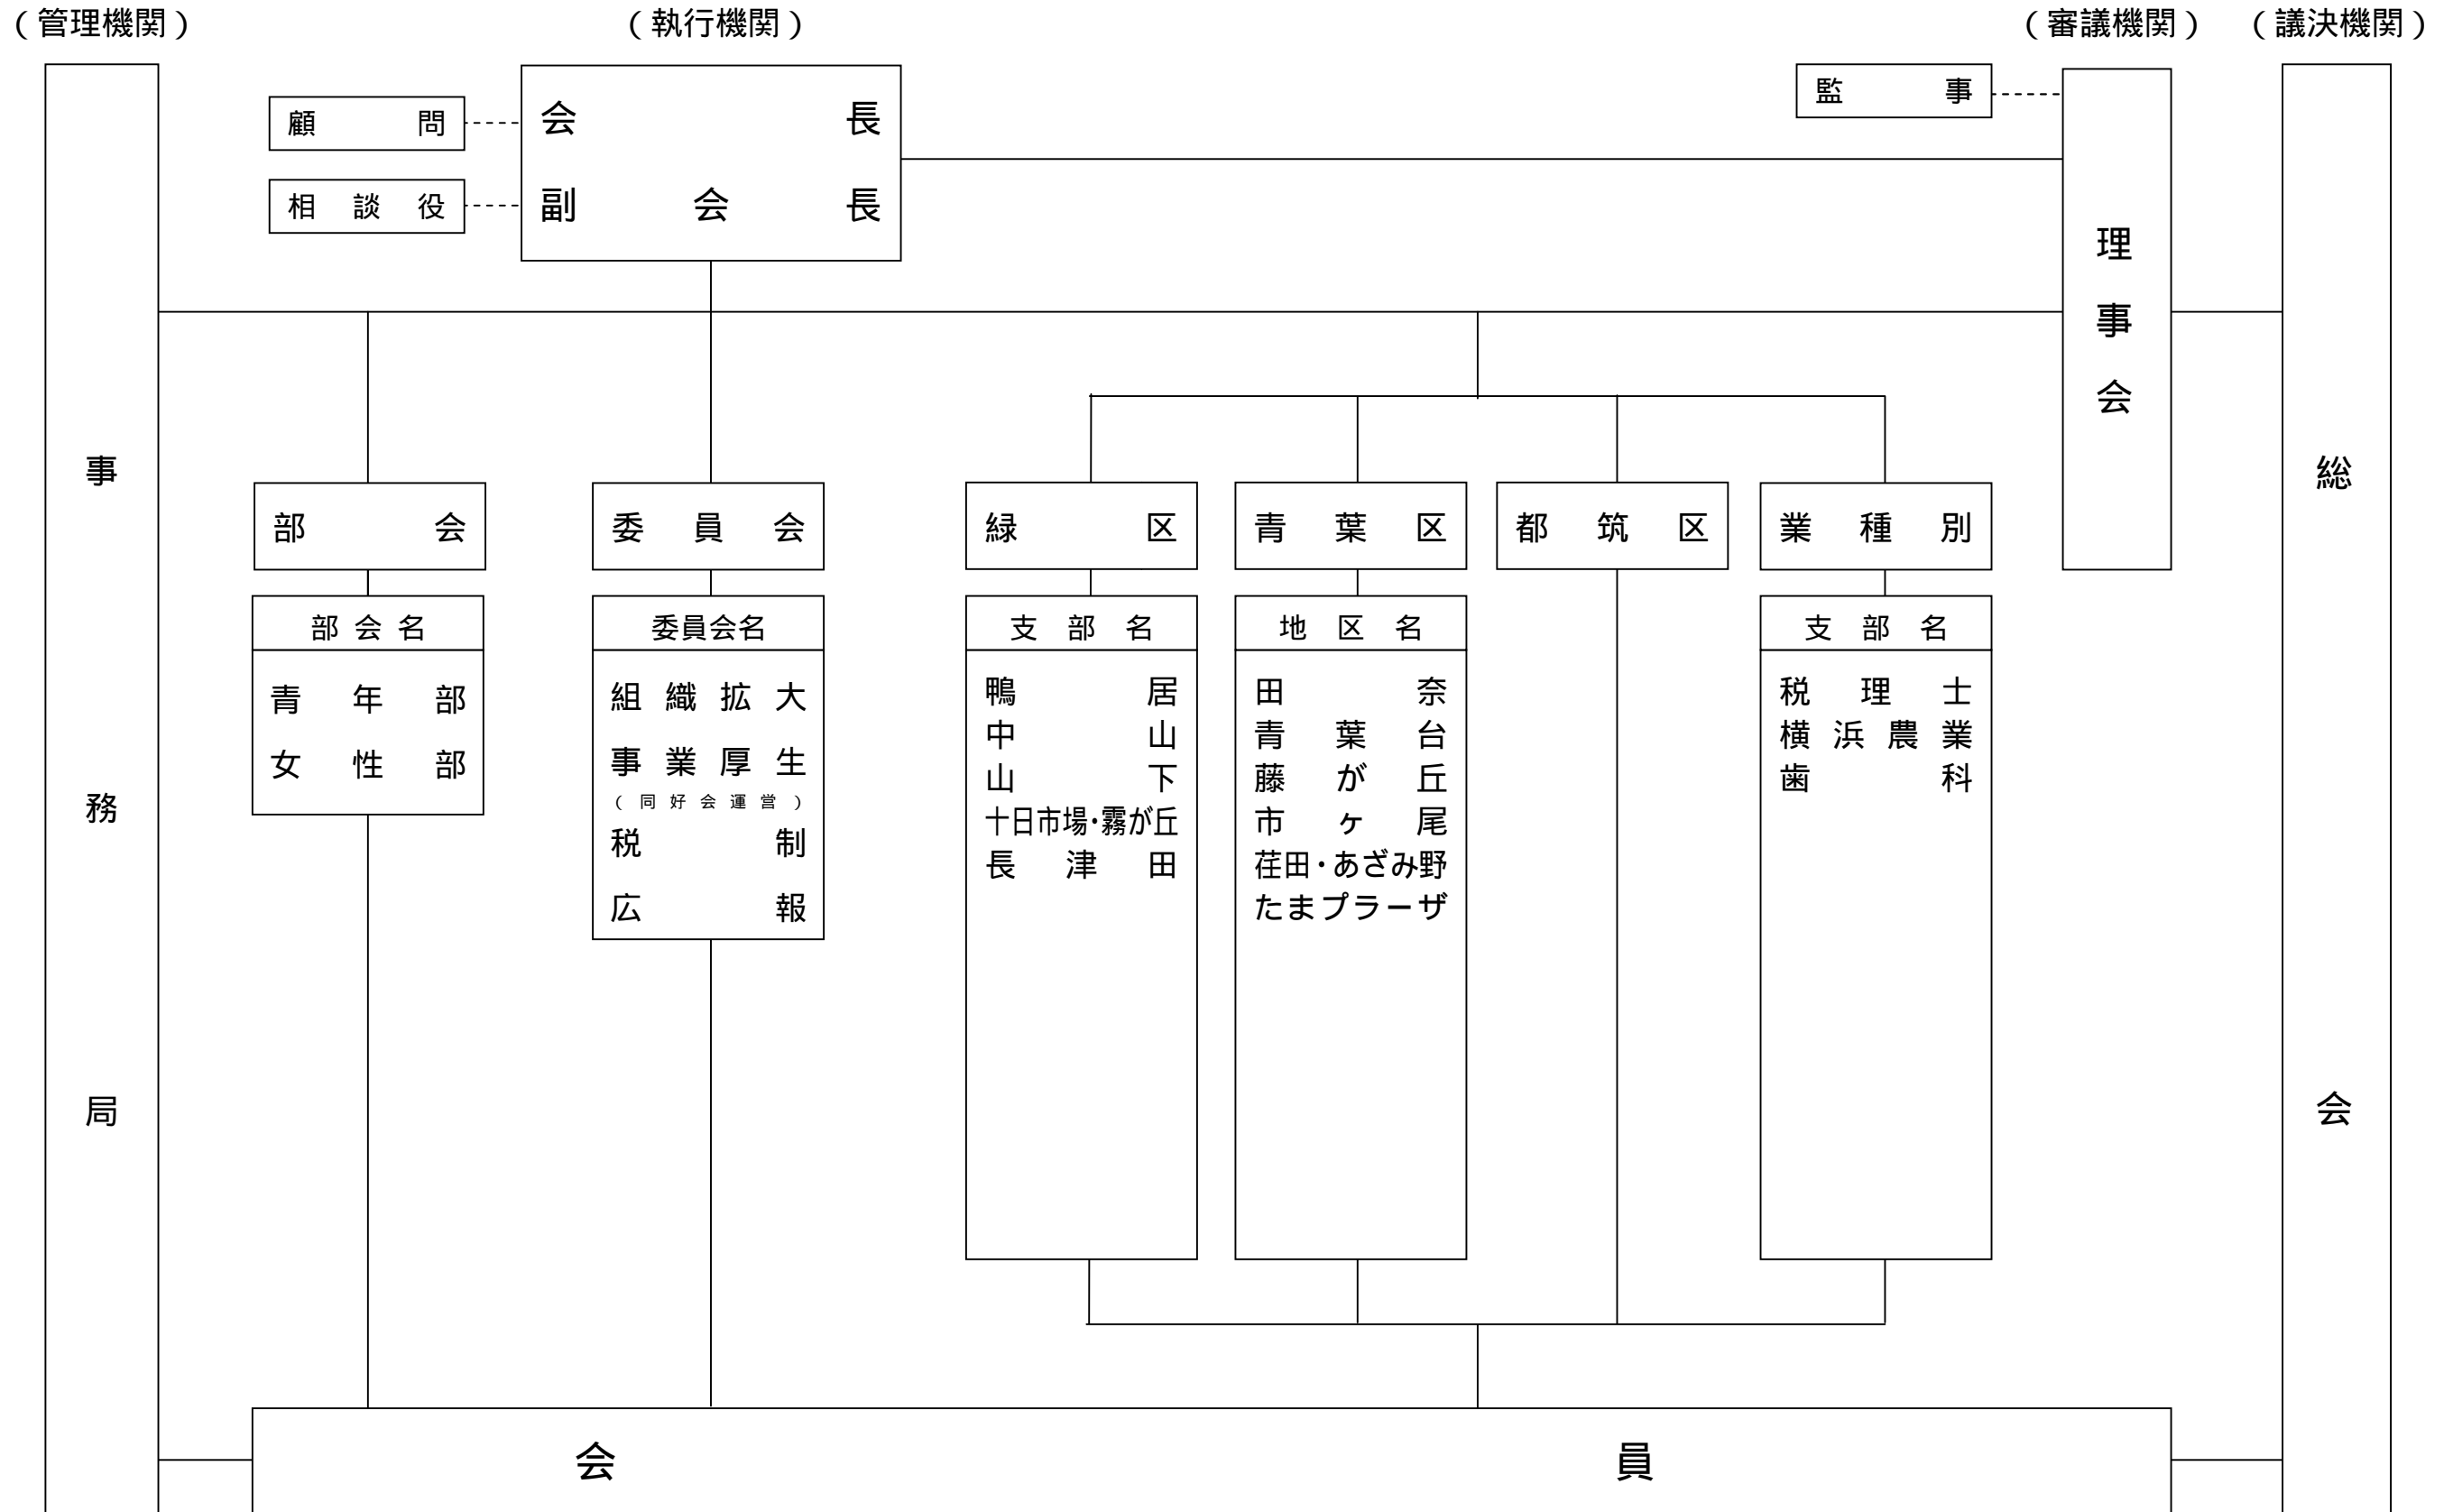 (管理機関)
(執行機関)
(審議機関)
(議決機関)
事務局
顧問
相談役
会長
副会長
監事
理事会
総会
部会
部会名
青年部
女性部
委員会
委員会名
組織拡大
事業厚生
(同好会運営)
税制
広報
緑区
支部名
鴨居
中山
山下
十日市場・霧が丘
長津田
青葉区
地区名
田奈
青葉台
藤が丘
市ヶ尾
荏田・あざみ野
たまプラーザ
都筑区
業種別
支部名
税理士
横浜農業
歯科
会員